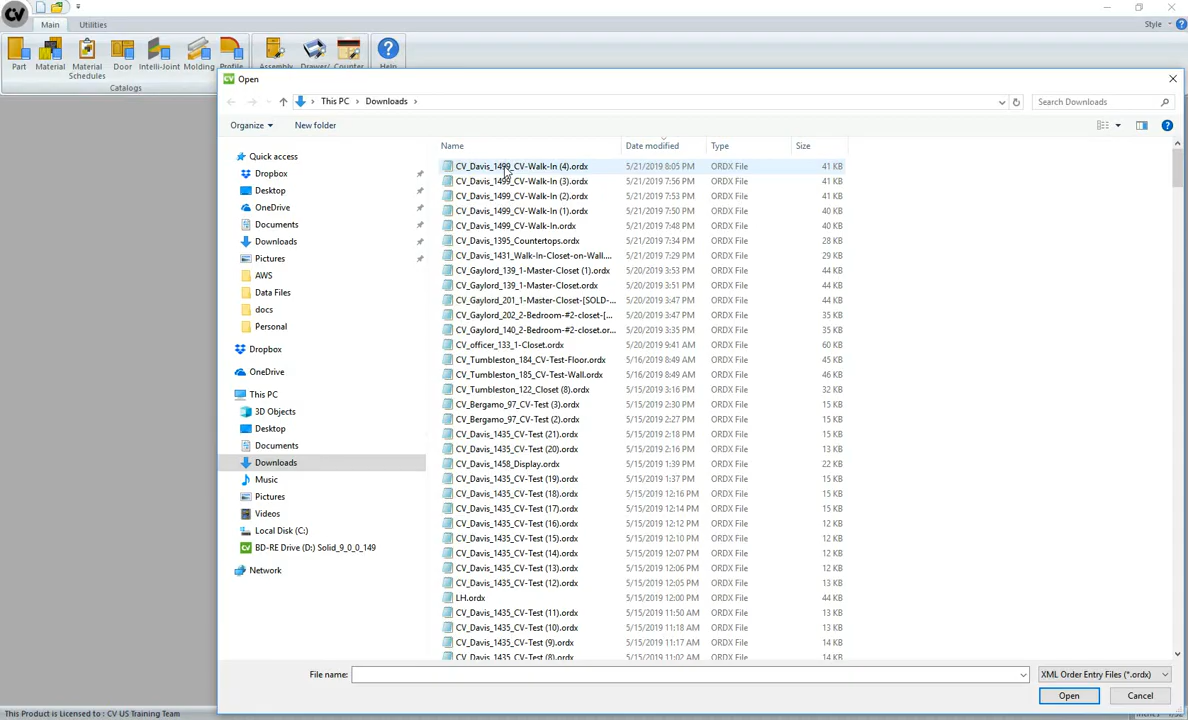 CV
Main Utilities Style
Part Material Material Schedules Door Intelli-Joint Molding Profile Assembly Drawer/ Counter Help
Catalogs
CV Open
This PC > Downloads > Search Downloads
Organize New folder
Name Date modified Type Size
Quick access
Dropbox
Desktop
OneDrive
Documents
Downloads
Pictures
AWS
Data Files
docs
Personal
Dropbox
OneDrive
This PC
3D Objects
Desktop
Documents
Downloads
Music
Pictures
Videos
Local Disk (C:)
CV BD-RE Drive (D:) Solid_9_0_0_149
Network
CV_Davis_1499_CV-Walk-In (4).ordx 5/21/2019 8:05 PM ORDX File 41 KB
CV_Davis_1499_CV-Walk-In (3).ordx 5/21/2019 7:56 PM ORDX File 41 KB
CV_Davis_1499_CV-Walk-In (2).ordx 5/21/2019 7:53 PM ORDX File 41 KB
CV_Davis_1499_CV-Walk-In (1).ordx 5/21/2019 7:50 PM ORDX File 40 KB
CV_Davis_1499_CV-Walk-In.ordx 5/21/2019 7:48 PM ORDX File 40 KB
CV_Davis_1395_Countertops.ordx 5/21/2019 7:34 PM ORDX File 28 KB
CV_Davis_1431_Walk-In-Closet-on-Wall.... 5/21/2019 7:29 PM ORDX File 29 KB
CV_Gaylord_139_1-Master-Closet (1).ordx 5/20/2019 3:53 PM ORDX File 44 KB
CV_Gaylord_139_1-Master-Closet.ordx 5/20/2019 3:51 PM ORDX File 44 KB
CV_Gaylord_201_1-Master-Closet-[SOLD-... 5/20/2019 3:47 PM ORDX File 44 KB
CV_Gaylord_202_2-Bedroom-#2-closet-[... 5/20/2019 3:47 PM ORDX File 35 KB
CV_Gaylord_140_2-Bedroom-#2-closet.or... 5/20/2019 3:35 PM ORDX File 35 KB
CV_officer_133_1-Closet.ordx 5/20/2019 9:41 AM ORDX File 60 KB
CV_Tumbleston_184_CV-Test-Floor.ordx 5/16/2019 8:49 AM ORDX File 45 KB
CV_Tumbleston_185_CV-Test-Wall.ordx 5/16/2019 8:49 AM ORDX File 46 KB
CV_Tumbleston_122_Closet (8).ordx 5/15/2019 3:16 PM ORDX File 32 KB
CV_Bergamo_97_CV-Test (3).ordx 5/15/2019 2:30 PM ORDX File 15 KB
CV_Bergamo_97_CV-Test (2).ordx 5/15/2019 2:27 PM ORDX File 15 KB
CV_Davis_1435_CV-Test (21).ordx 5/15/2019 2:18 PM ORDX File 15 KB
CV_Davis_1435_CV-Test (20).ordx 5/15/2019 2:16 PM ORDX File 13 KB
CV_Davis_1458_Display.ordx 5/15/2019 1:39 PM ORDX File 22 KB
CV_Davis_1435_CV-Test (19).ordx 5/15/2019 1:37 PM ORDX File 15 KB
CV_Davis_1435_CV-Test (18).ordx 5/15/2019 12:16 PM ORDX File 15 KB
CV_Davis_1435_CV-Test (17).ordx 5/15/2019 12:14 PM ORDX File 15 KB
CV_Davis_1435_CV-Test (16).ordx 5/15/2019 12:12 PM ORDX File 12 KB
CV_Davis_1435_CV-Test (15).ordx 5/15/2019 12:10 PM ORDX File 12 KB
CV_Davis_1435_CV-Test (14).ordx 5/15/2019 12:07 PM ORDX File 12 KB
CV_Davis_1435_CV-Test (13).ordx 5/15/2019 12:06 PM ORDX File 12 KB
CV_Davis_1435_CV-Test (12).ordx 5/15/2019 12:05 PM ORDX File 13 KB
LH.ordx 5/15/2019 12:00 PM ORDX File 44 KB
CV_Davis_1435_CV-Test (11).ordx 5/15/2019 11:50 AM ORDX File 13 KB
CV_Davis_1435_CV-Test (10).ordx 5/15/2019 11:18 AM ORDX File 13 KB
CV_Davis_1435_CV-Test (9).ordx 5/15/2019 11:17 AM ORDX File 14 KB
CV_Davis_1435_CV-Test (8).ordx 5/15/2019 11:02 AM ORDX File 14 KB
File name: XML Order Entry Files (*.ordx)
Open Cancel
This Product is Licensed to : CV US Training Team